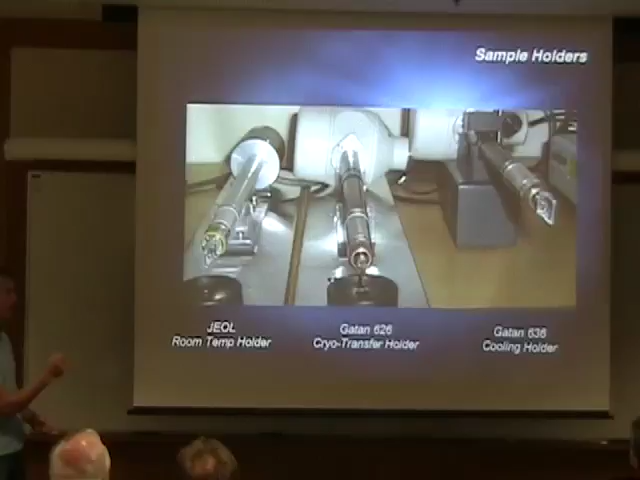 Sample Holders
JEOL
Room Temp Holder
Gatan 626
Cryo-Transfer Holder
Gatan 636
Cooling Holder